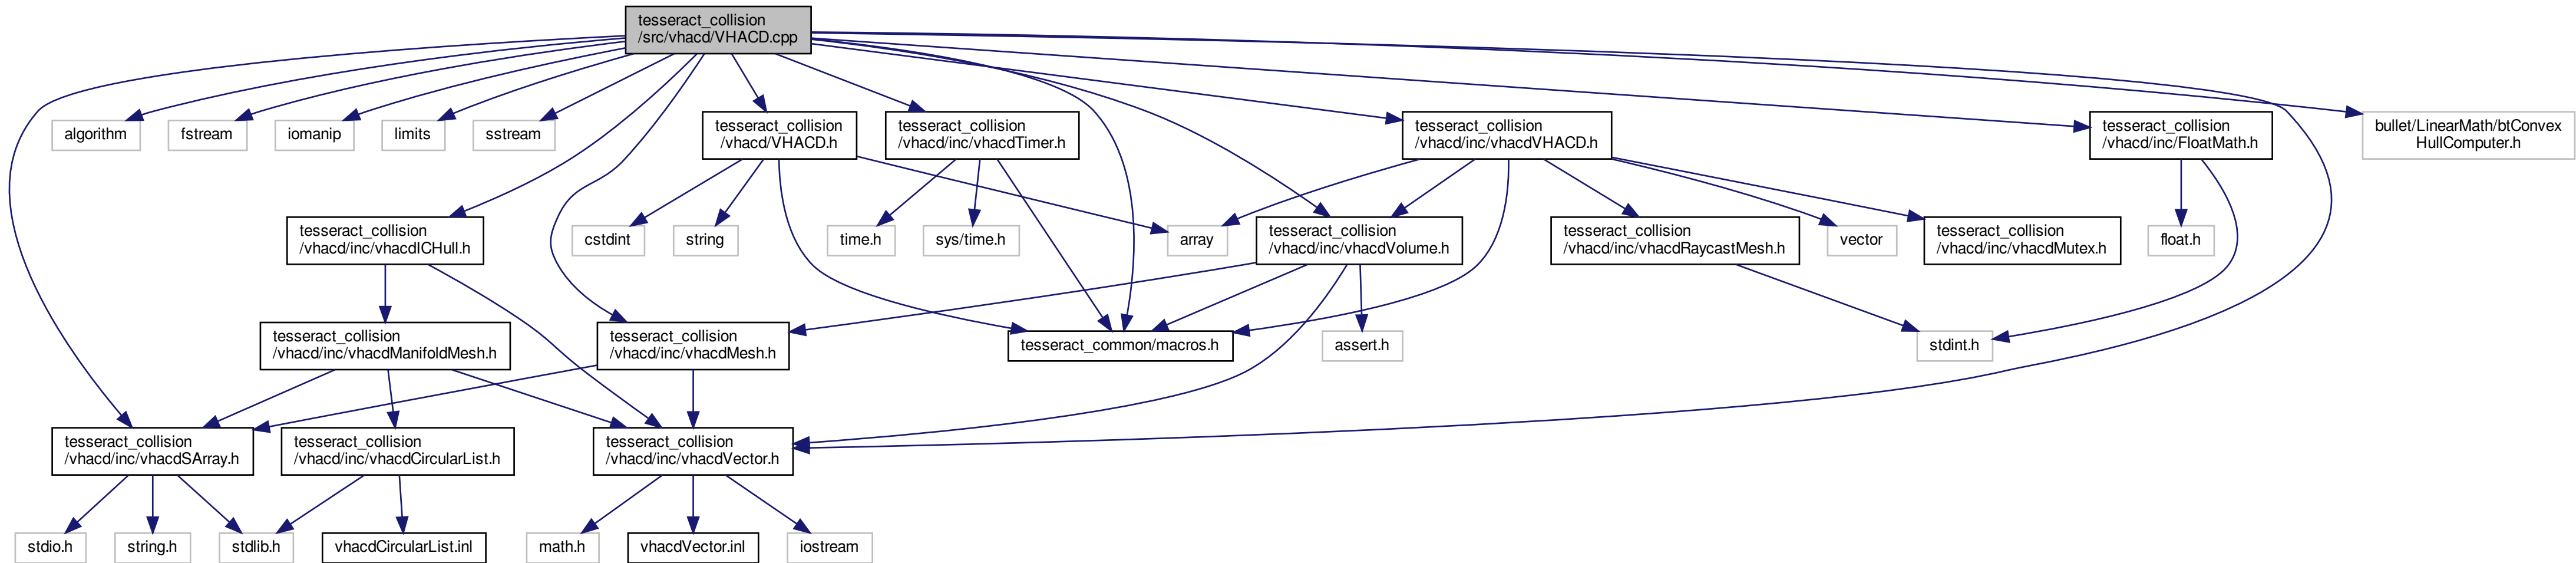 tesseract_collision
/src/vhacd/VHACD.cpp
algorithm
fstream
iomanip
limits
sstream
tesseract_collision
/vhacd/VHACD.h
tesseract_collision
/vhacd/inc/vhacdTimer.h
tesseract_collision
/vhacd/inc/vhacdVHACD.h
tesseract_collision
/vhacd/inc/FloatMath.h
bullet/LinearMath/btConvex
HullComputer.h
tesseract_collision
/vhacd/inc/vhacdICHull.h
cstdint
string
time.h
sys/time.h
array
tesseract_collision
/vhacd/inc/vhacdVolume.h
tesseract_collision
/vhacd/inc/vhacdRaycastMesh.h
vector
tesseract_collision
/vhacd/inc/vhacdMutex.h
float.h
tesseract_collision
/vhacd/inc/vhacdManifoldMesh.h
tesseract_collision
/vhacd/inc/vhacdMesh.h
tesseract_common/macros.h
assert.h
stdint.h
tesseract_collision
/vhacd/inc/vhacdSArray.h
tesseract_collision
/vhacd/inc/vhacdCircularList.h
tesseract_collision
/vhacd/inc/vhacdVector.h
stdio.h
string.h
stdlib.h
vhacdCircularList.inl
math.h
vhacdVector.inl
iostream